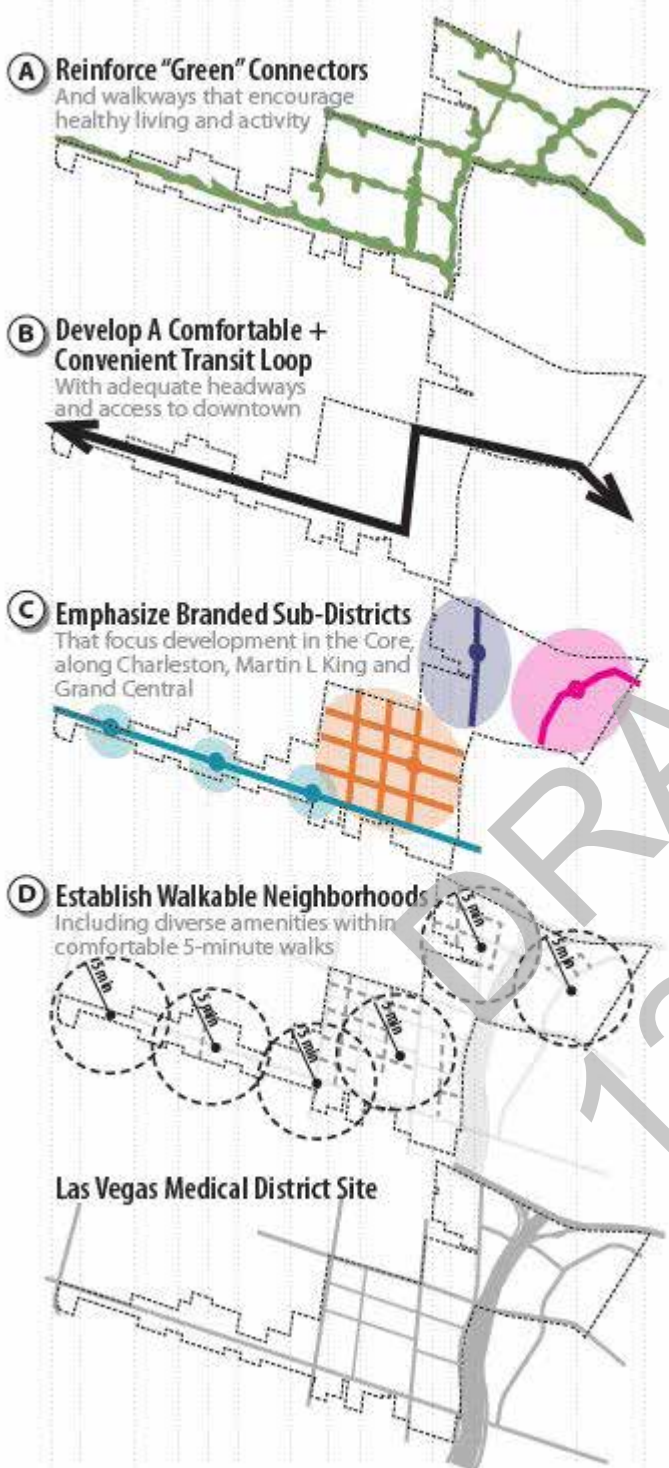 A Reinforce “Green” Connectors
And walkways that encourage
healthy living and activity
B Develop A Comfortable +
Convenient Transit Loop
With adequate headways
and access to downtown
C Emphasize Branded Sub-Districts
That focus development in the Core,
along Charleston, Martin L King and
Grand Central
D Establish Walkable Neighborhoods
Including diverse amenities within
comfortable 5-minute walks
5 min
5 min
5 min
5 min
5 min
5 min
Las Vegas Medical District Site